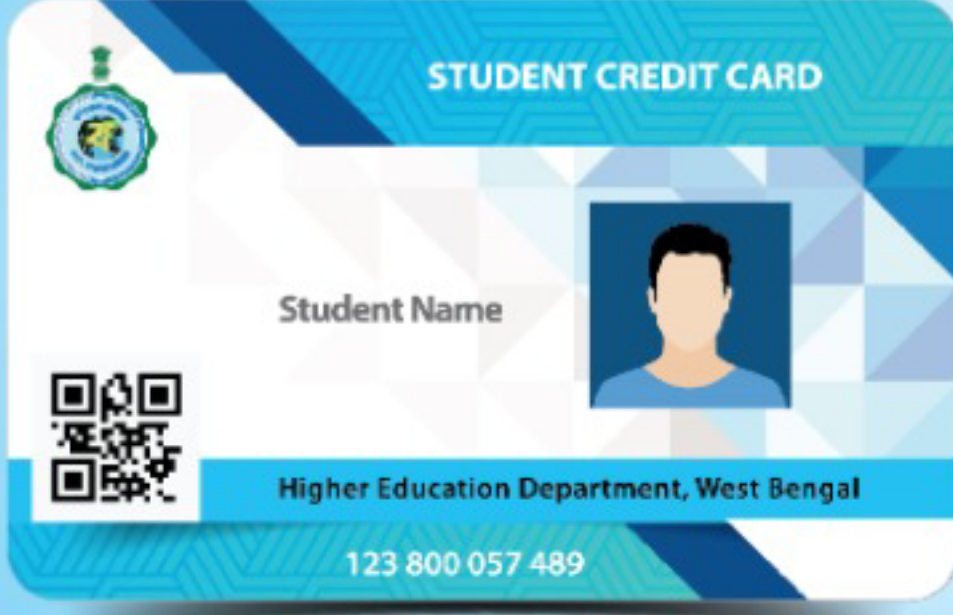 STUDENT CREDIT CARD
Student Name
Higher Education Department, West Bengal
123 800 057 489